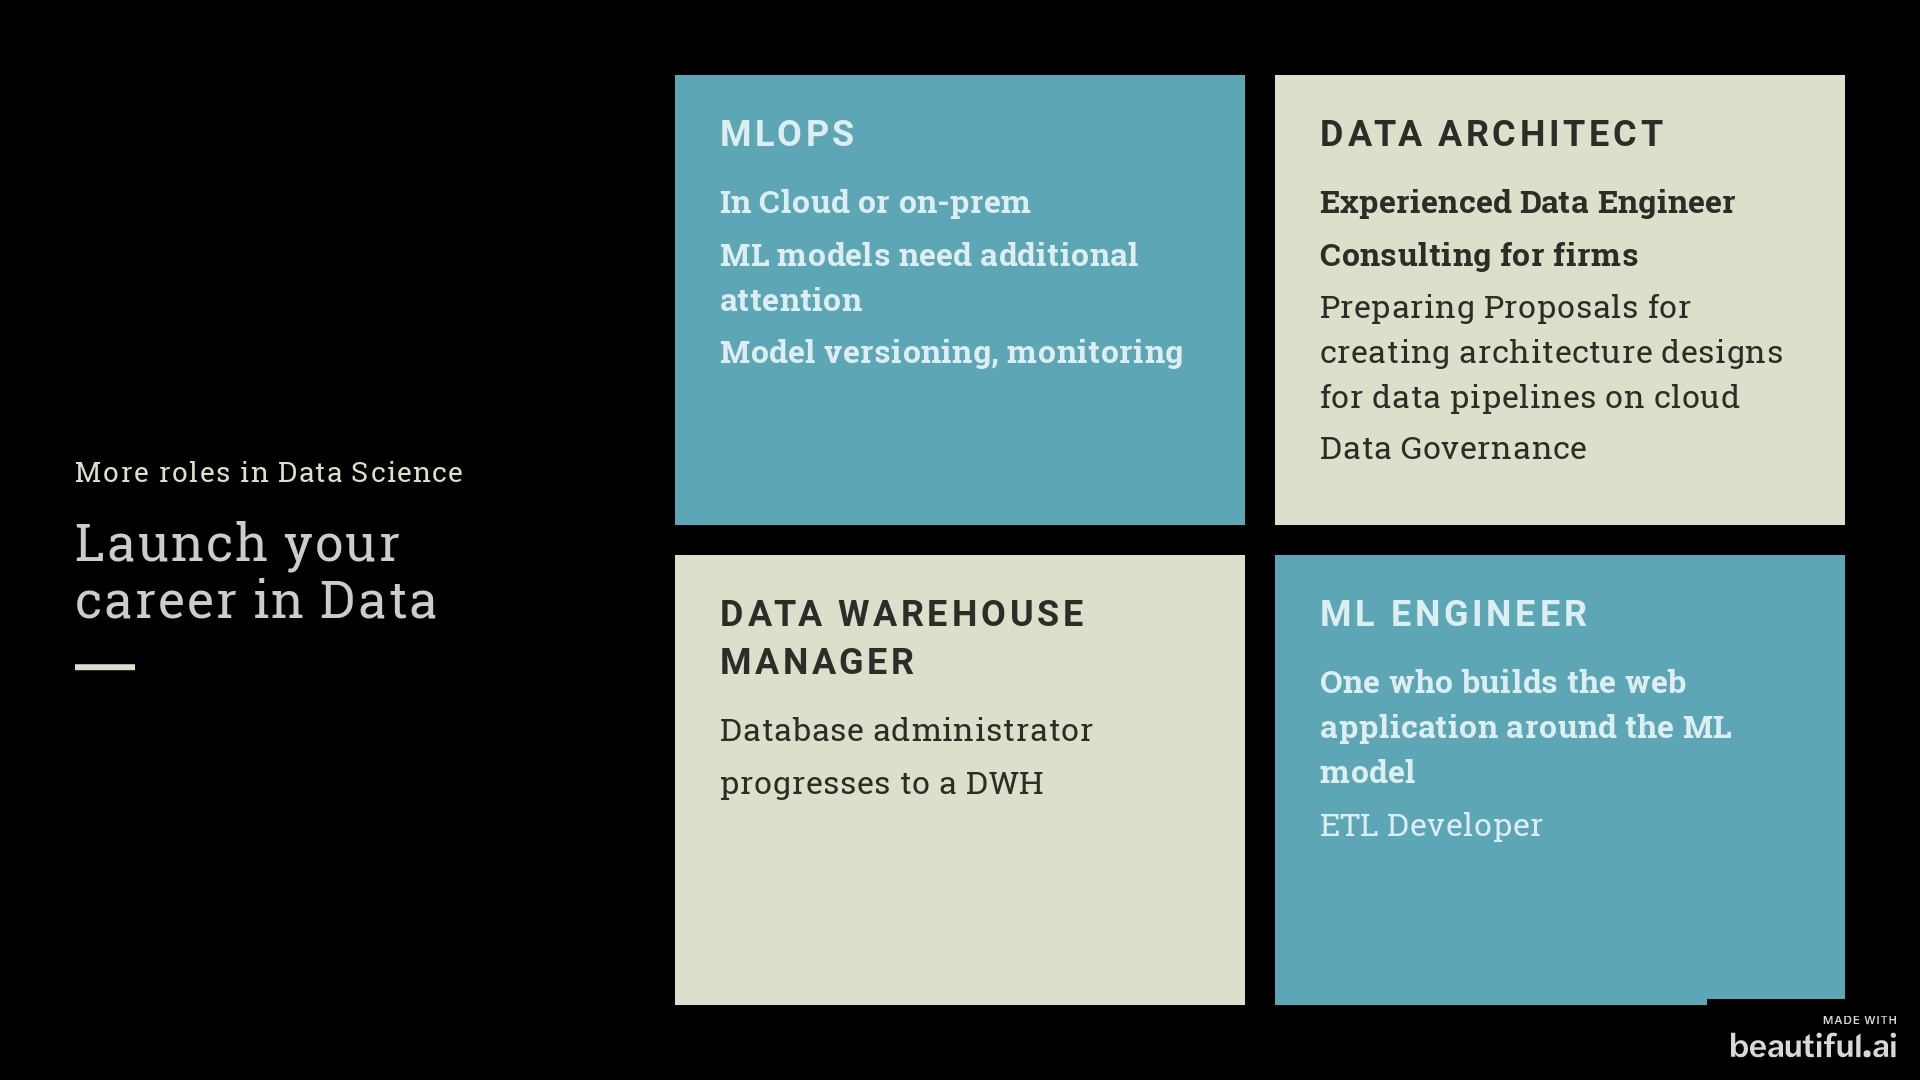 More roles in Data Science
Launch your
career in Data
MLOPS
In Cloud or on-prem
ML models need additional
attention
Model versioning, monitoring
DATA ARCHITECT
Experienced Data Engineer
Consulting for firms
Preparing Proposals for
creating architecture designs
for data pipelines on cloud
Data Governance
DATA WAREHOUSE
MANAGER
Database administrator
progresses to a DWH
ML ENGINEER
One who builds the web
application around the ML
model
ETL Developer
MADE WITH
beautiful.ai